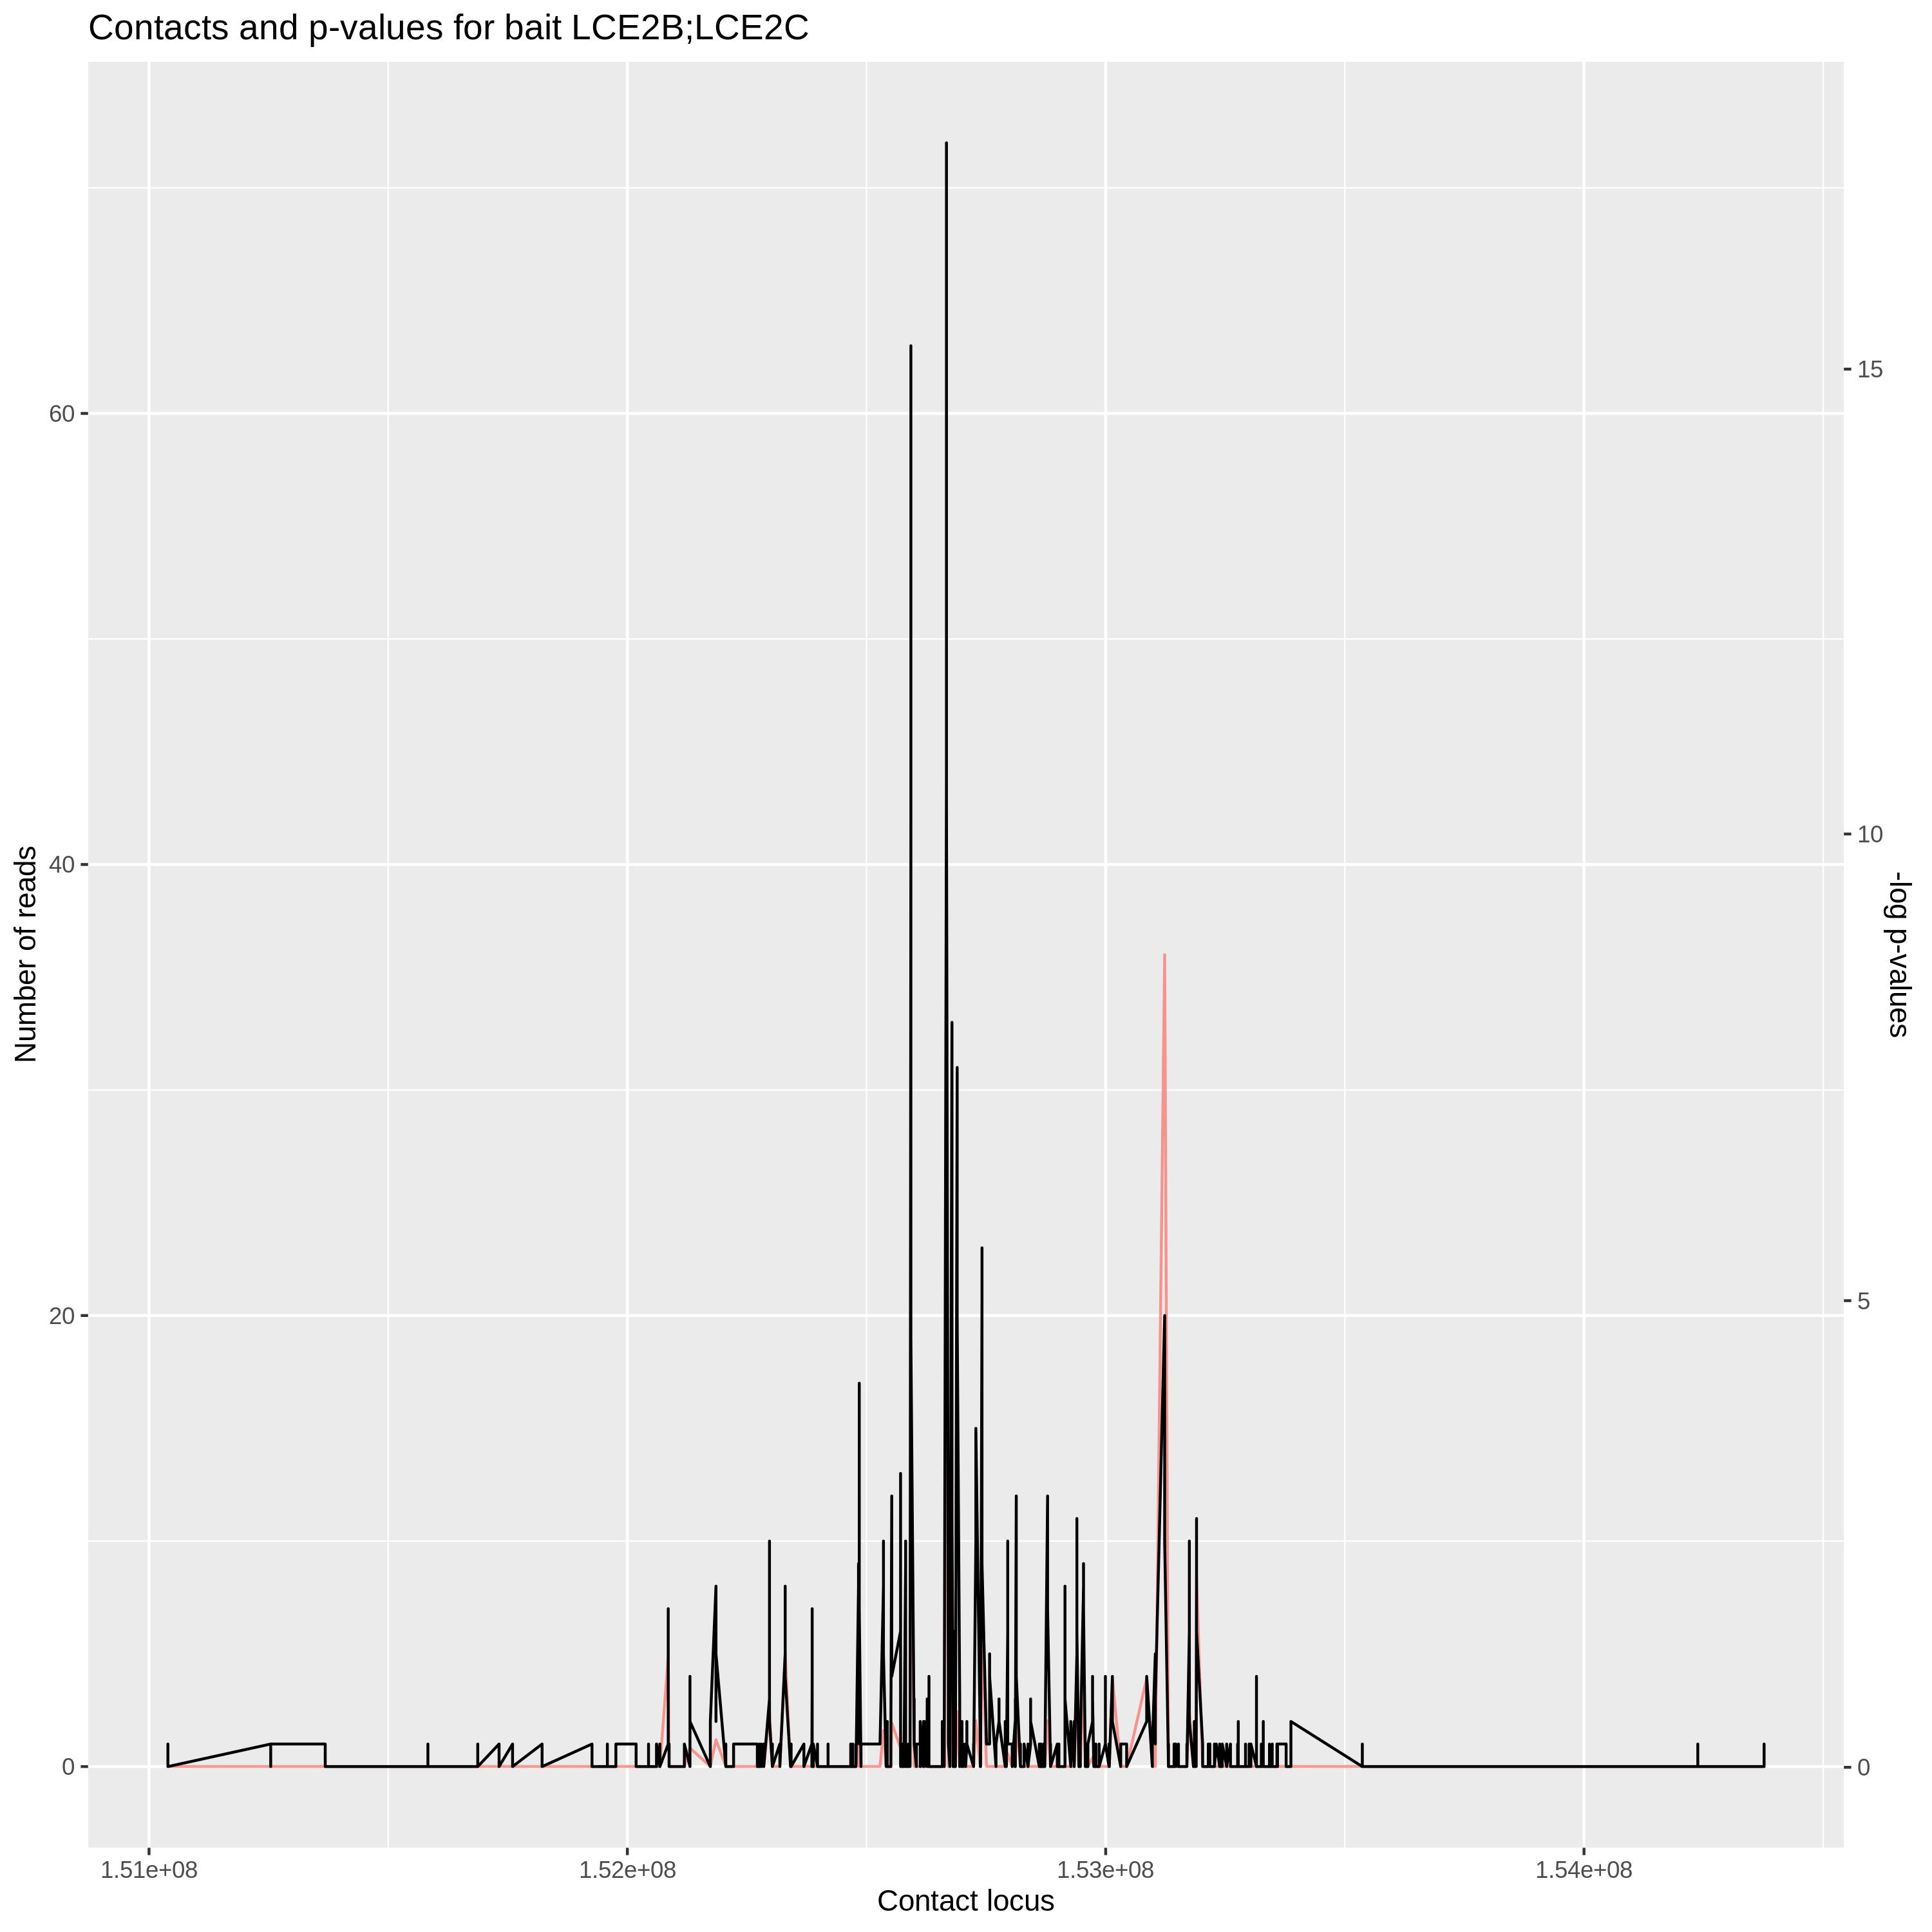 Contacts and p-values for bait LCE2B;LCE2C
Number of reads
60
40
20
0
15
10
5
0
-log p-values
1.51e+08
1.52e+08
1.53e+08
1.54e+08
Contact locus